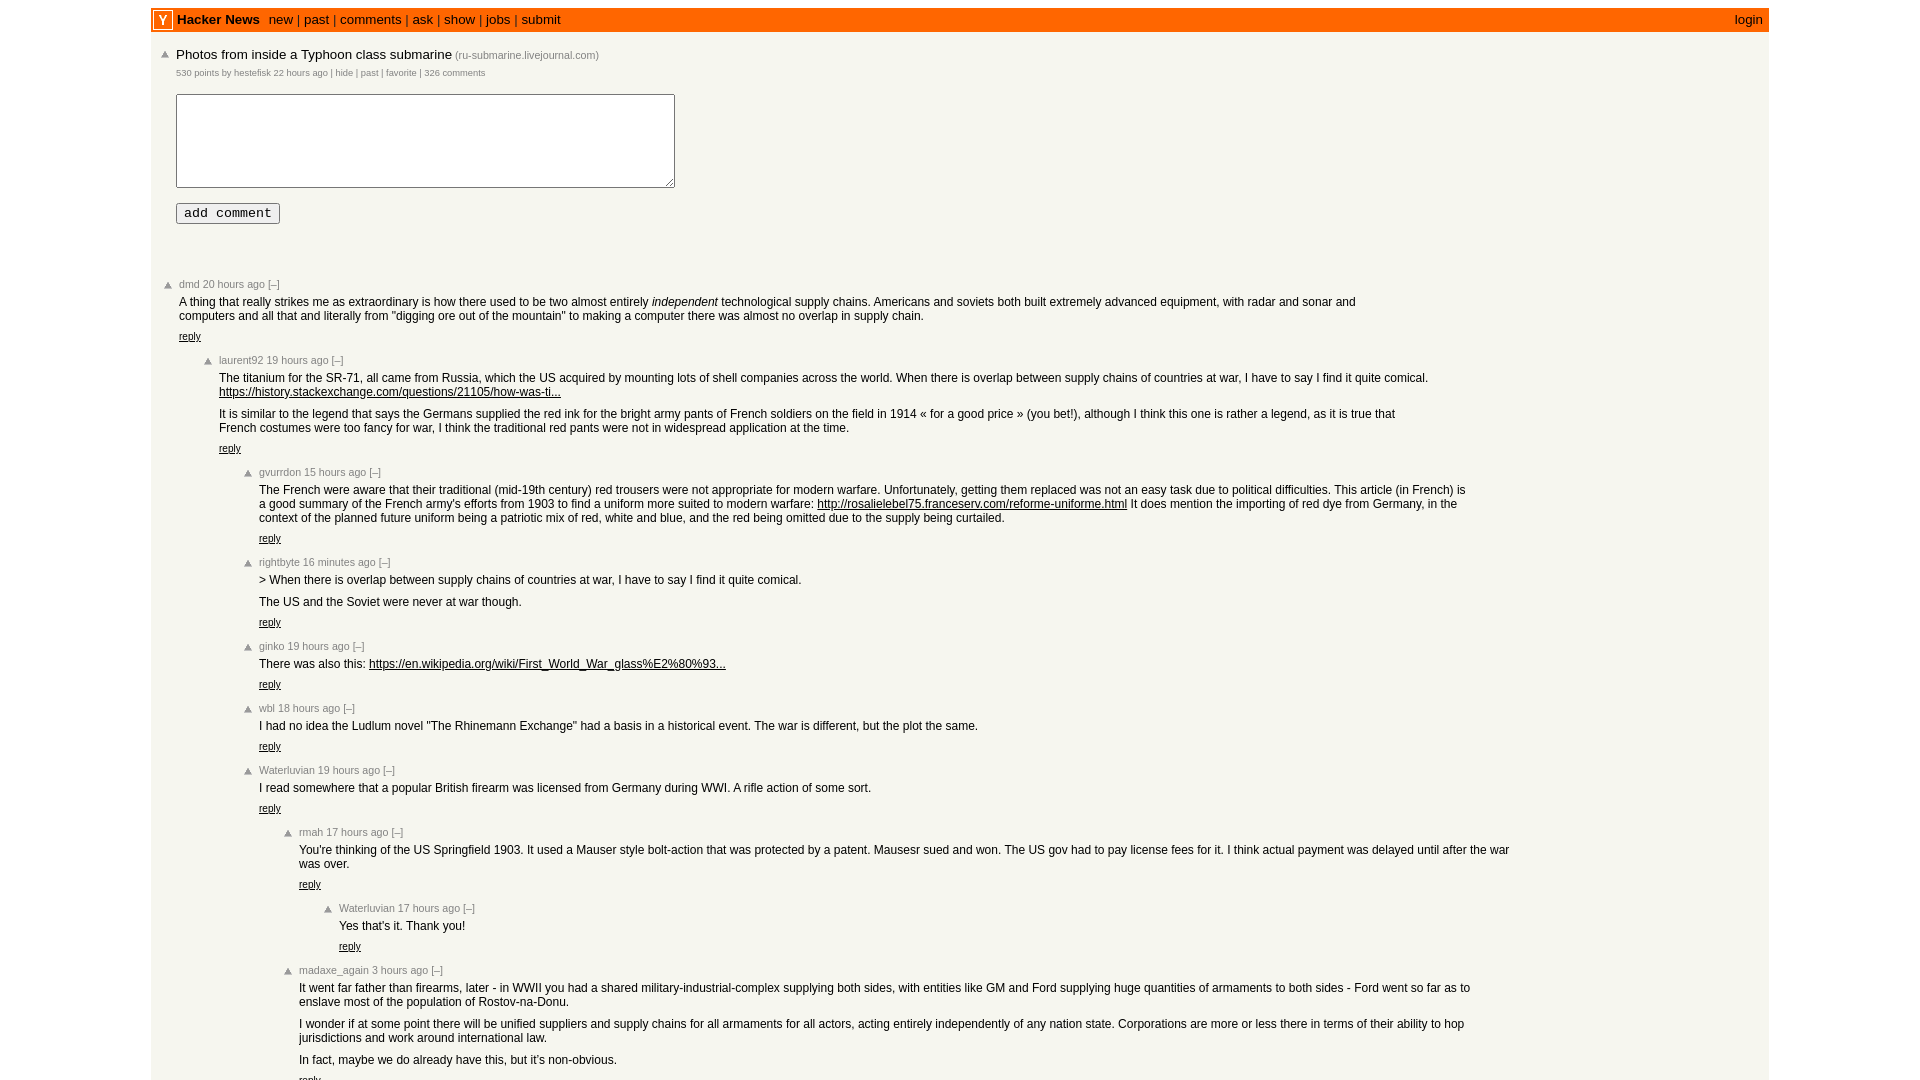 Y Hacker News new | past | comments | ask | show | jobs | submit login
Photos from inside a Typhoon class submarine (ru-submarine.livejournal.com)
530 points by hestefisk 22 hours ago | hide | past | favorite | 326 comments
add comment
dmd 20 hours ago [–]
A thing that really strikes me as extraordinary is how there used to be two almost entirely independent technological supply chains. Americans and soviets both built extremely advanced equipment, with radar and sonar and
computers and all that and literally from "digging ore out of the mountain" to making a computer there was almost no overlap in supply chain.
reply
laurent92 19 hours ago [–]
The titanium for the SR-71, all came from Russia, which the US acquired by mounting lots of shell companies across the world. When there is overlap between supply chains of countries at war, I have to say I find it quite comical.
https://history.stackexchange.com/questions/21105/how-was-ti...
It is similar to the legend that says the Germans supplied the red ink for the bright army pants of French soldiers on the field in 1914 « for a good price » (you bet!), although I think this one is rather a legend, as it is true that
French costumes were too fancy for war, I think the traditional red pants were not in widespread application at the time.
reply
gvurrdon 15 hours ago [–]
The French were aware that their traditional (mid-19th century) red trousers were not appropriate for modern warfare. Unfortunately, getting them replaced was not an easy task due to political difficulties. This article (in French) is
a good summary of the French army's efforts from 1903 to find a uniform more suited to modern warfare: http://rosalielebel75.franceserv.com/reforme-uniforme.html It does mention the importing of red dye from Germany, in the
context of the planned future uniform being a patriotic mix of red, white and blue, and the red being omitted due to the supply being curtailed.
reply
rightbyte 16 minutes ago [–]
> When there is overlap between supply chains of countries at war, I have to say I find it quite comical.
The US and the Soviet were never at war though.
reply
ginko 19 hours ago [–]
There was also this: https://en.wikipedia.org/wiki/First_World_War_glass%E2%80%93...
reply
wbl 18 hours ago [–]
I had no idea the Ludlum novel "The Rhinemann Exchange" had a basis in a historical event. The war is different, but the plot the same.
reply
Waterluvian 19 hours ago [–]
I read somewhere that a popular British firearm was licensed from Germany during WWI. A rifle action of some sort.
reply
rmah 17 hours ago [–]
You're thinking of the US Springfield 1903. It used a Mauser style bolt-action that was protected by a patent. Mausesr sued and won. The US gov had to pay license fees for it. I think actual payment was delayed until after the war
was over.
reply
Waterluvian 17 hours ago [–]
Yes that's it. Thank you!
reply
madaxe_again 3 hours ago [–]
It went far father than firearms, later - in WWII you had a shared military-industrial-complex supplying both sides, with entities like GM and Ford supplying huge quantities of armaments to both sides - Ford went so far as to
enslave most of the population of Rostov-na-Donu.
I wonder if at some point there will be unified suppliers and supply chains for all armaments for all actors, acting entirely independently of any nation state. Corporations are more or less there in terms of their ability to hop
jurisdictions and work around international law.
In fact, maybe we do already have this, but it's non-obvious.
reply